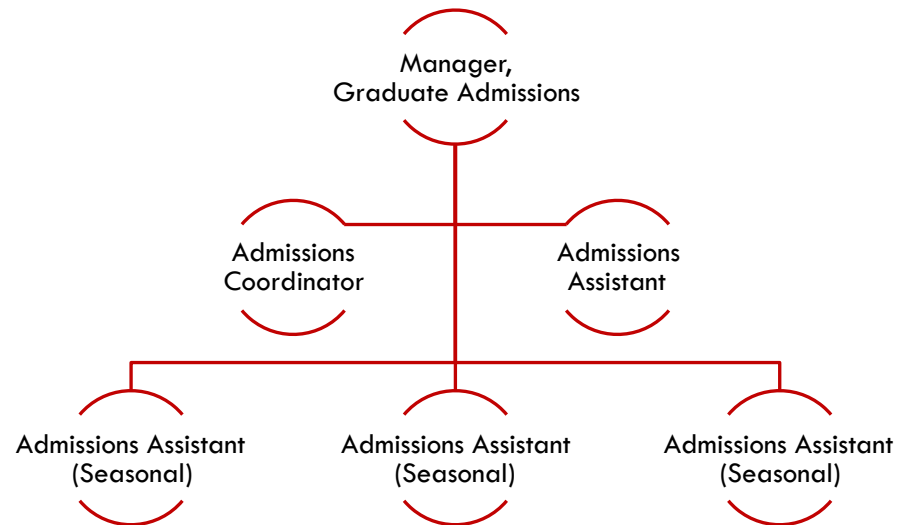 Manager,
Graduate Admissions
Admissions
Coordinator
Admissions
Assistant
Admissions Assistant
(Seasonal)
Admissions Assistant
(Seasonal)
Admissions Assistant
(Seasonal)